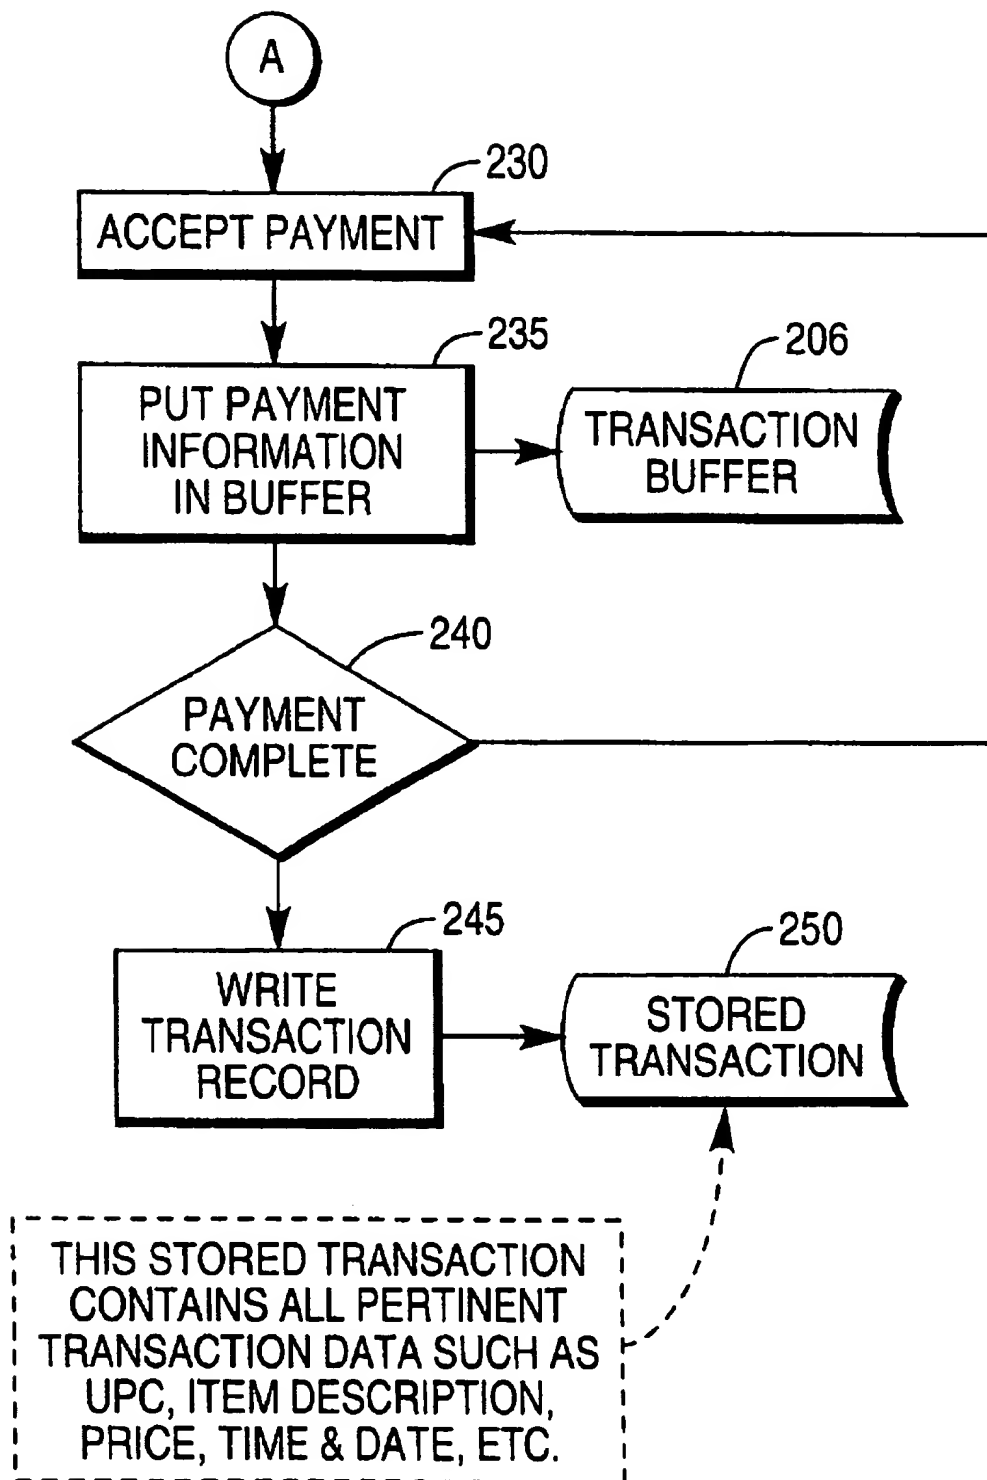 A
230
ACCEPT PAYMENT
235
PUT PAYMENT
INFORMATION
IN BUFFER
206
TRANSACTION
BUFFER
240
PAYMENT
COMPLETE
245
WRITE
TRANSACTION
RECORD
250
STORED
TRANSACTION
THIS STORED TRANSACTION
CONTAINS ALL PERTINENT
TRANSACTION DATA SUCH AS
UPC, ITEM DESCRIPTION,
PRICE, TIME & DATE, ETC.